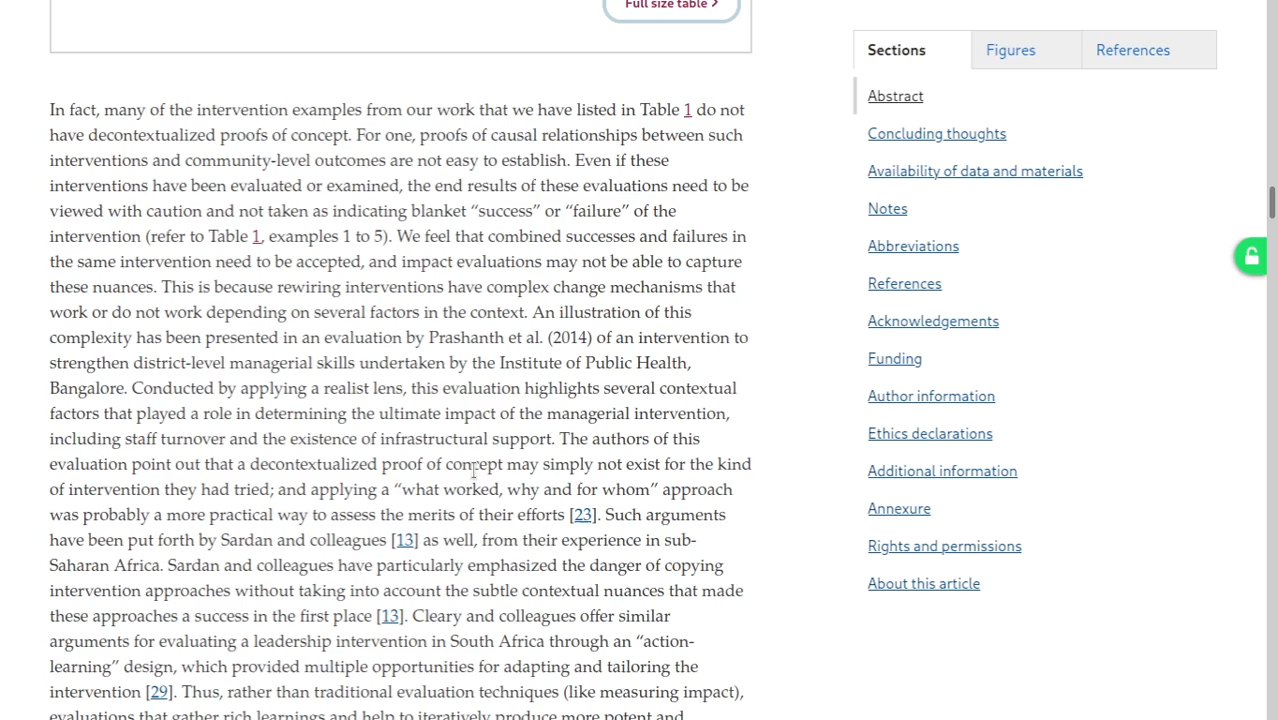 Full size table
Sections
Figures
References
In fact, many of the intervention examples from our work that we have listed in Table 1 do not
have decontextualized proofs of concept. For one, proofs of causal relationships between such
interventions and community-level outcomes are not easy to establish. Even if these
interventions have been evaluated or examined, the end results of these evaluations need to be
viewed with caution and not taken as indicating blanket “success” or “failure” of the
intervention (refer to Table 1, examples 1 to 5). We feel that combined successes and failures in
the same intervention need to be accepted, and impact evaluations may not be able to capture
these nuances. This is because rewiring interventions have complex change mechanisms that
work or do not work depending on several factors in the context. An illustration of this
complexity has been presented in an evaluation by Prashanth et al. (2014) of an intervention to
strengthen district-level managerial skills undertaken by the Institute of Public Health,
Bangalore. Conducted by applying a realist lens, this evaluation highlights several contextual
factors that played a role in determining the ultimate impact of the managerial intervention,
including staff turnover and the existence of infrastructural support. The authors of this
evaluation point out that a decontextualized proof of concept may simply not exist for the kind
of intervention they had tried; and applying a “what worked, why and for whom” approach
was probably a more practical way to assess the merits of their efforts [23]. Such arguments
have been put forth by Sardan and colleagues [13] as well, from their experience in sub-
Saharan Africa. Sardan and colleagues have particularly emphasized the danger of copying
intervention approaches without taking into account the subtle contextual nuances that made
these approaches a success in the first place [13]. Cleary and colleagues offer similar
arguments for evaluating a leadership intervention in South Africa through an “action-
learning” design, which provided multiple opportunities for adapting and tailoring the
intervention [29]. Thus, rather than traditional evaluation techniques (like measuring impact),
evaluations that gather rich learnings and help to iteratively produce more potent and
Abstract
Concluding thoughts
Availability of data and materials
Notes
Abbreviations
References
Acknowledgements
Funding
Author information
Ethics declarations
Additional information
Annexure
Rights and permissions
About this article